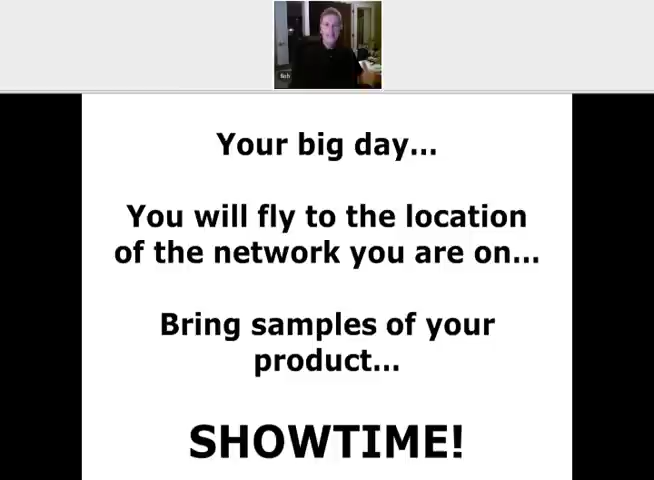 Your big day...
You will fly to the location
of the network you are on...
Bring samples of your
product...
SHOWTIME!